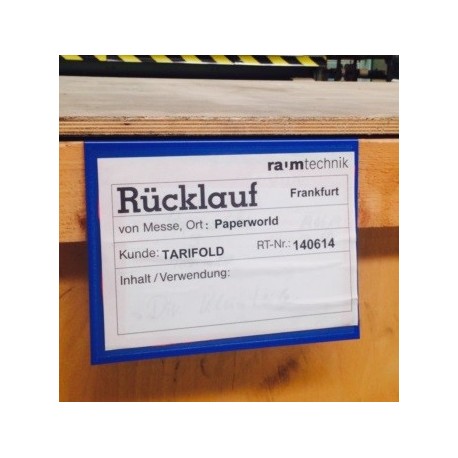 raumtechnik
Rücklauf Frankfurt
von Messe, Ort: Paperworld
Kunde: TARIFOLD RT-Nr.: 140614
Inhalt / Verwendung: